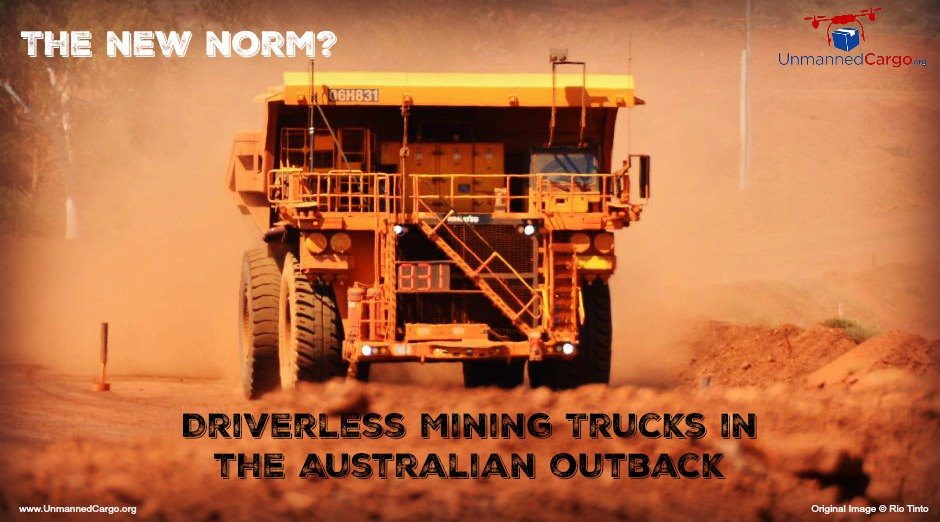 THE NEW NORM?
UnmannedCargo.org
06H831
KOMATSU
831
DRIVERLESS MINING TRUCKS IN
THE AUSTRALIAN OUTBACK
www.UnmannedCargo.org
Original Image © Rio Tinto